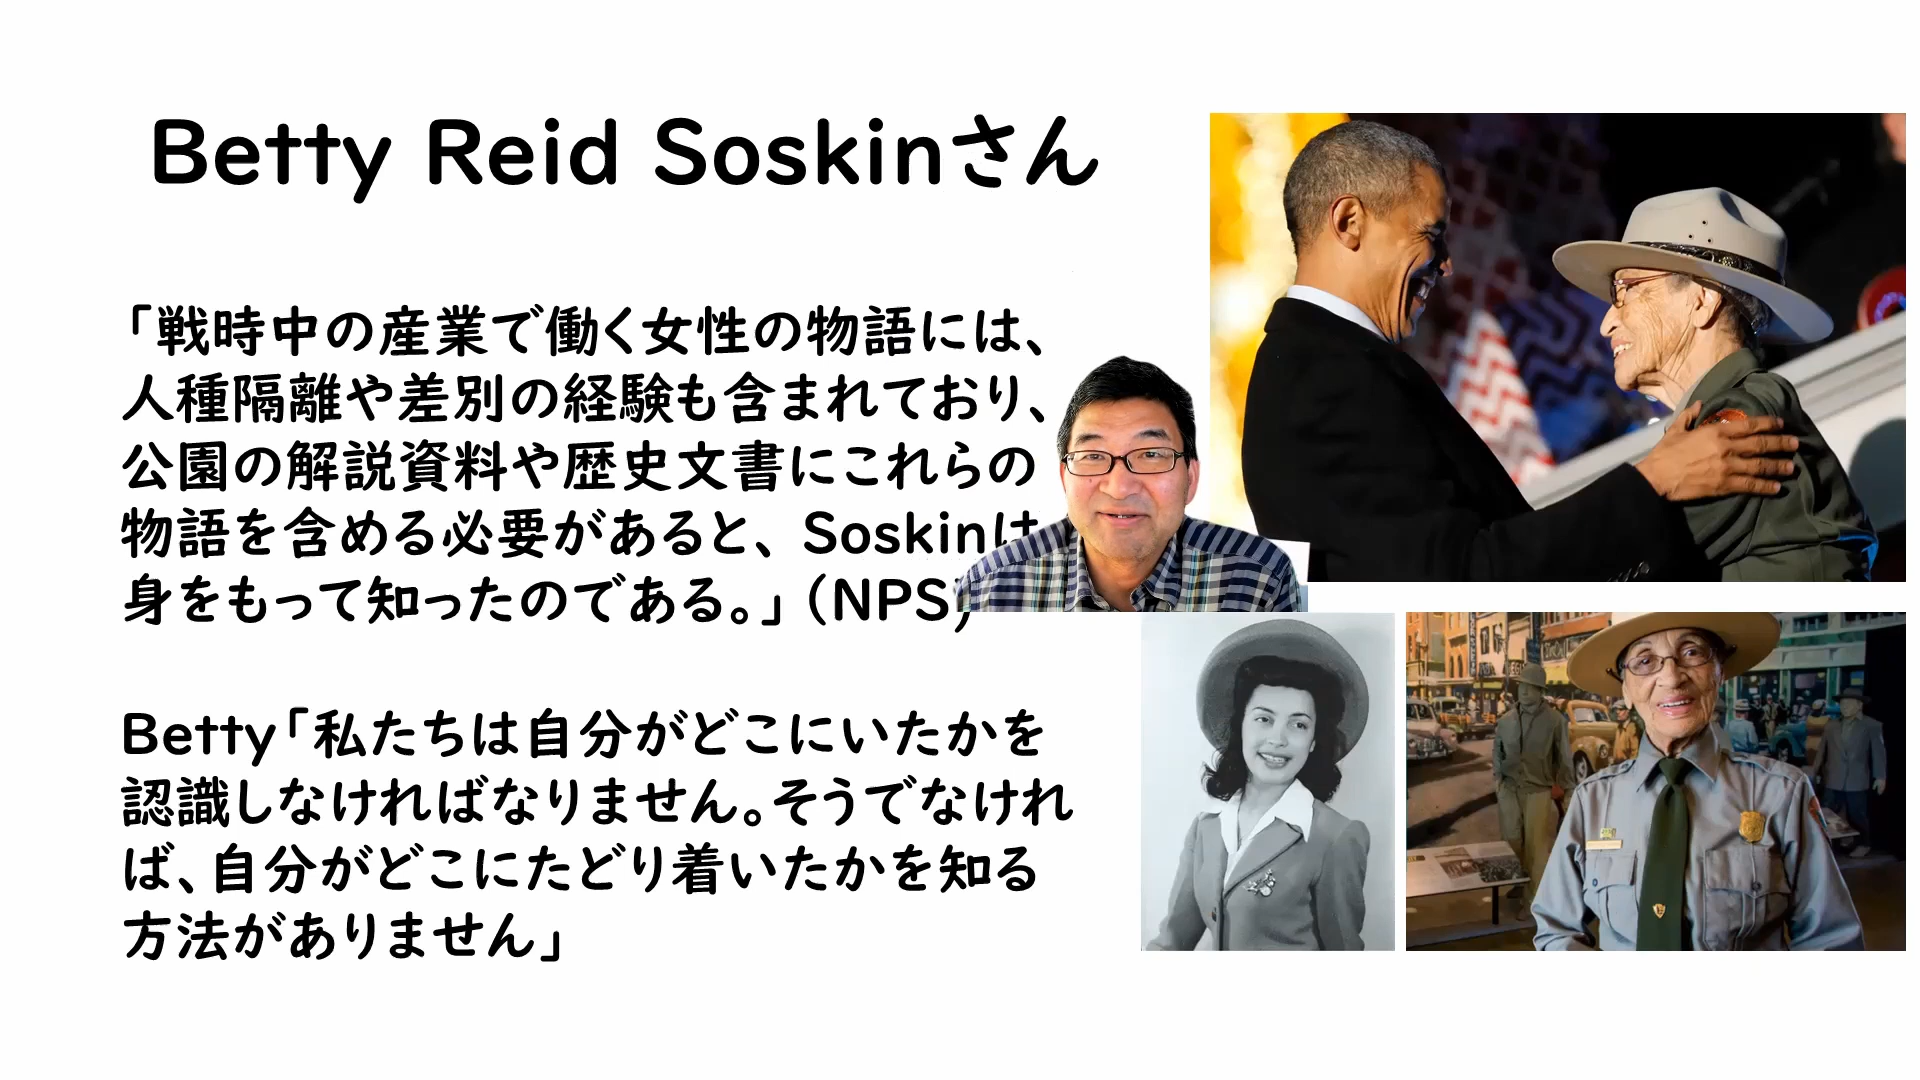 Betty Reid Soskinさん
「戦時中の産業で働く女性の物語には、
人種隔離や差別の経験も含まれており、
公園の解説資料や歴史文書にこれらの
物語を含める必要があると、Soskinは
身をもって知ったのである。」（NPS）
Betty「私たちは自分がどこにいたかを
認識しなければなりません。そうでなけれ
ば、自分がどこにたどり着いたかを知る
方法がありません」